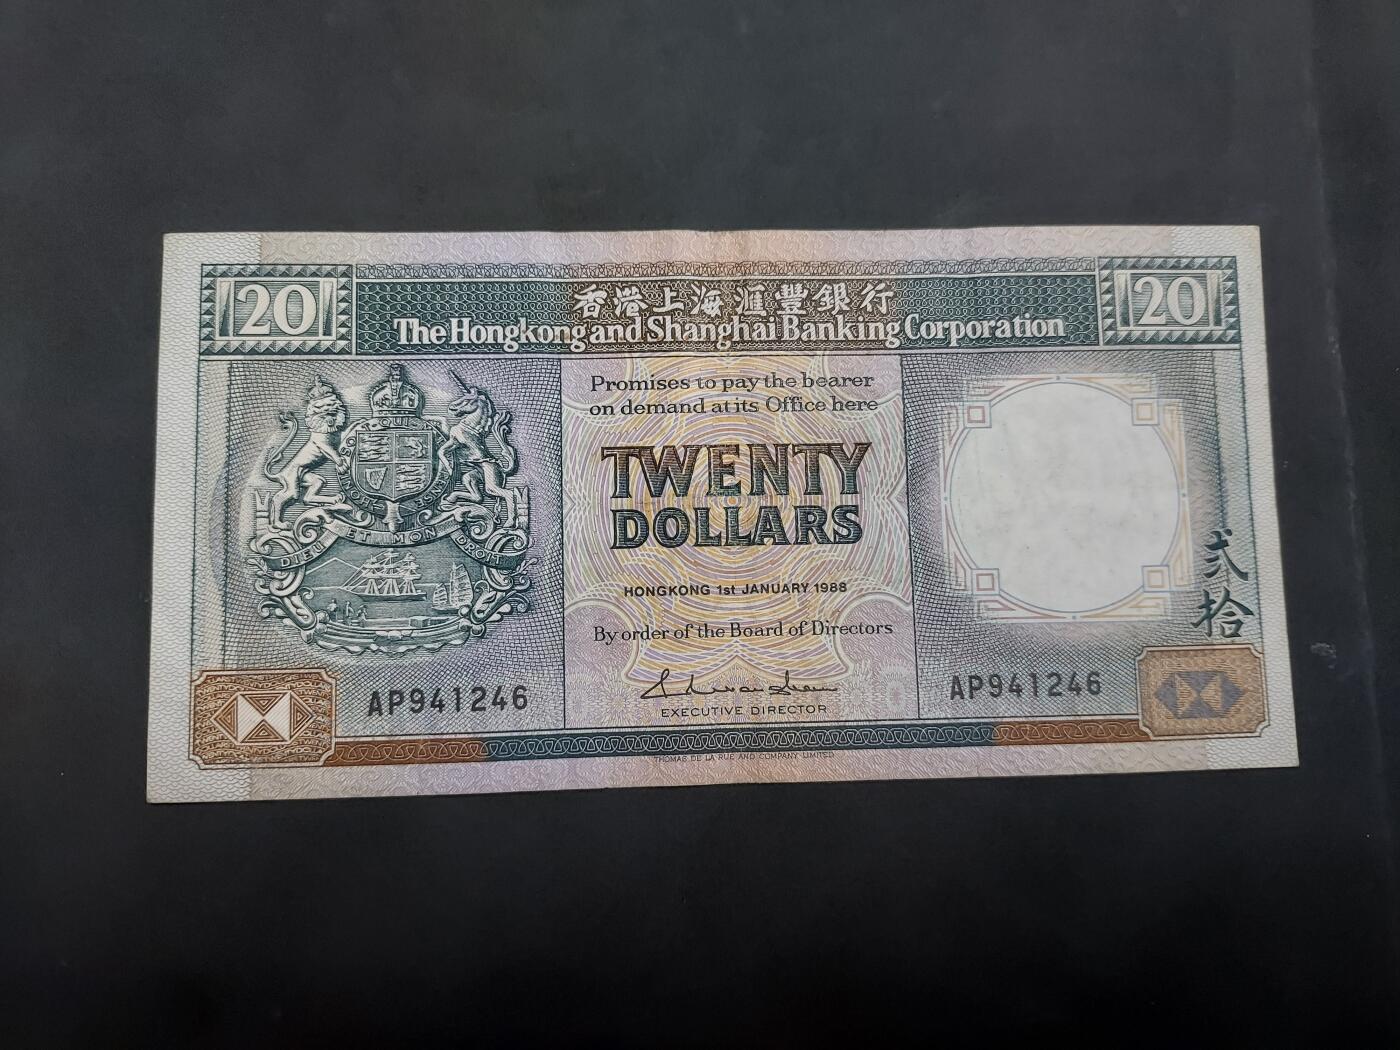 20
香港上海滙豐銀行
20
The Hongkong and Shanghai Banking Corporation
Promises to pay the bearer
on demand at its Office here
TWENTY
DOLLARS
HONGKONG 1st JANUARY 1988
By order of the Board of Directors
EXECUTIVE DIRECTOR
DIEU ET MON DROIT
貳拾
AP941246
AP941246
THOMAS DE LA RUE AND COMPANY LIMITED